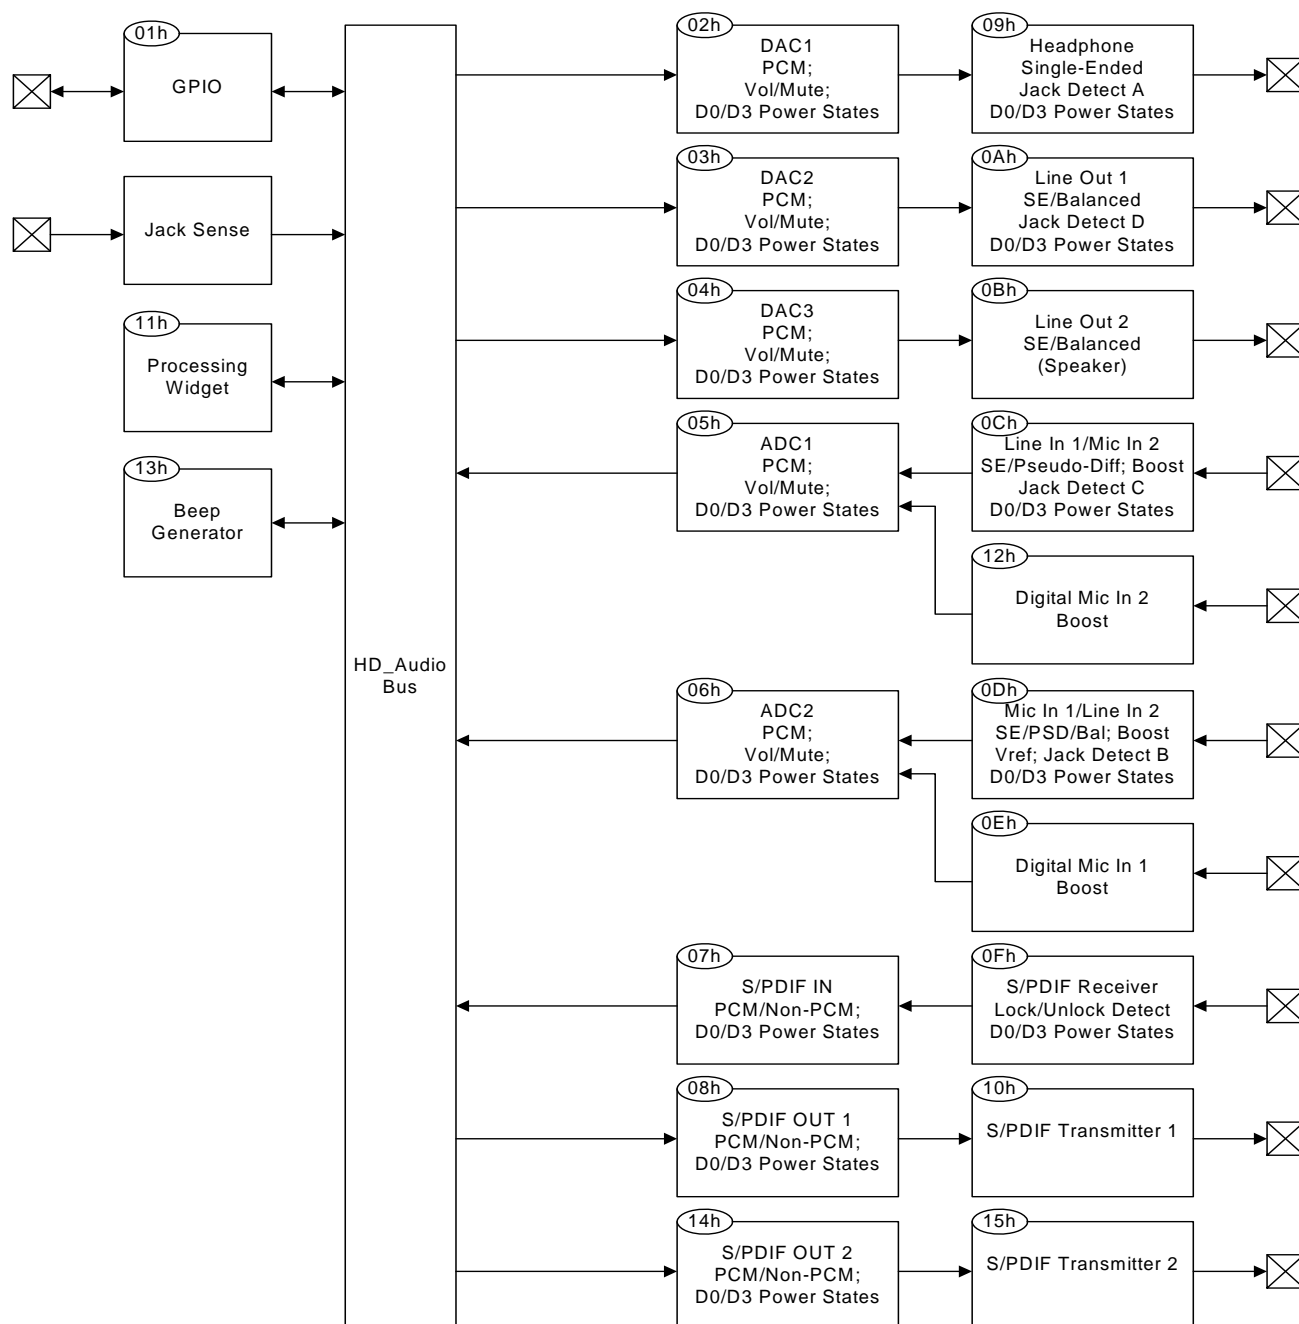 01h
GPIO
Jack Sense
11h
Processing
Widget
13h
Beep
Generator
HD_Audio
Bus
02h
DAC1
PCM;
Vol/Mute;
D0/D3 Power States
09h
Headphone
Single-Ended
Jack Detect A
D0/D3 Power States
03h
DAC2
PCM;
Vol/Mute;
D0/D3 Power States
0Ah
Line Out 1
SE/Balanced
Jack Detect D
D0/D3 Power States
04h
DAC3
PCM;
Vol/Mute;
D0/D3 Power States
0Bh
Line Out 2
SE/Balanced
(Speaker)
05h
ADC1
PCM;
Vol/Mute;
D0/D3 Power States
0Ch
Line In 1/Mic In 2
SE/Pseudo-Diff; Boost
Jack Detect C
D0/D3 Power States
12h
Digital Mic In 2
Boost
06h
ADC2
PCM;
Vol/Mute;
D0/D3 Power States
0Dh
Mic In 1/Line In 2
SE/PSD/Bal; Boost
Vref; Jack Detect B
D0/D3 Power States
0Eh
Digital Mic In 1
Boost
07h
S/PDIF IN
PCM/Non-PCM;
D0/D3 Power States
0Fh
S/PDIF Receiver
Lock/Unlock Detect
D0/D3 Power States
08h
S/PDIF OUT 1
PCM/Non-PCM;
D0/D3 Power States
10h
S/PDIF Transmitter 1
14h
S/PDIF OUT 2
PCM/Non-PCM;
D0/D3 Power States
15h
S/PDIF Transmitter 2